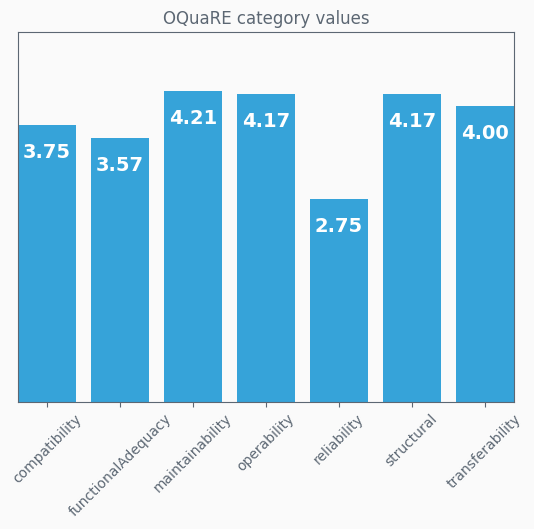 OQuaRE category values
3.75
3.57
4.21
4.17
2.75
4.17
4.00
compatibility
functionalAdequacy
maintainability
operability
reliability
structural
transferability